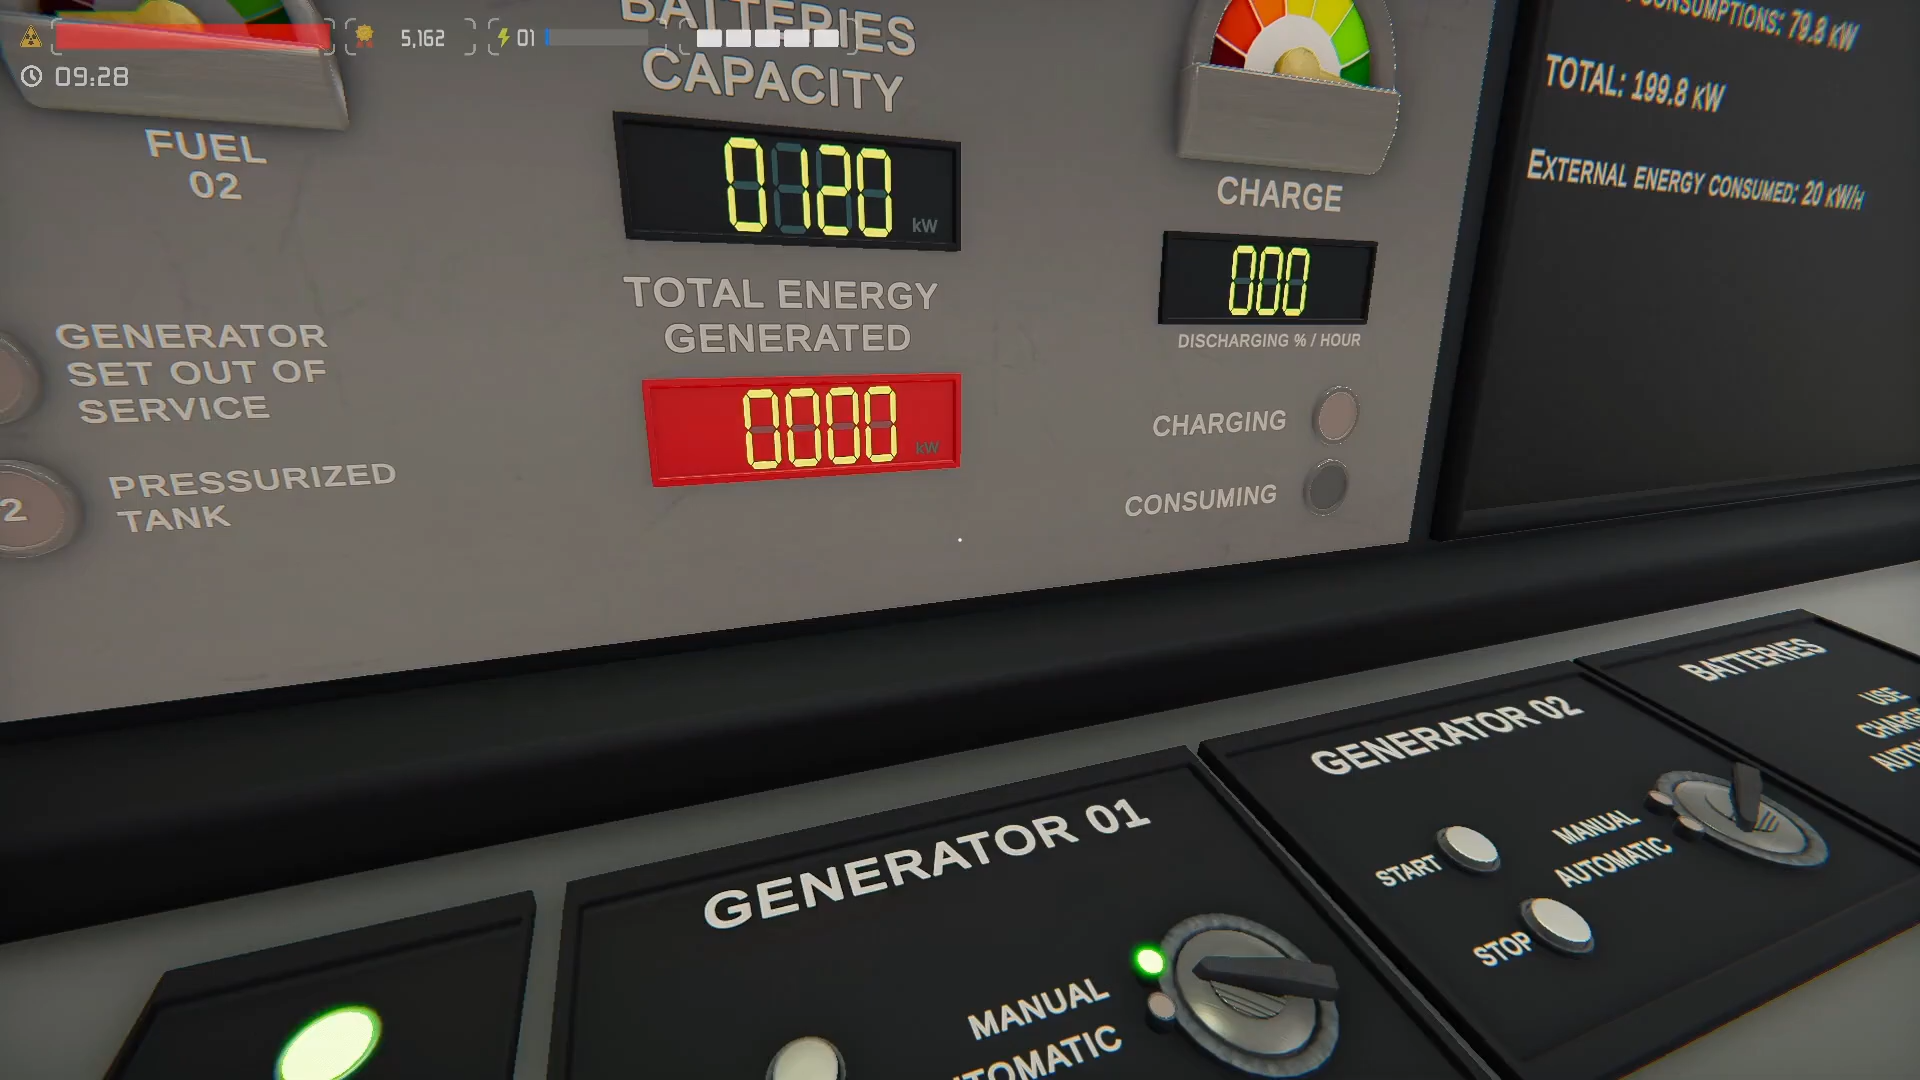 5,162
01
09:28
BATTERIES
CAPACITY
0120 kW
TOTAL ENERGY
GENERATED
0000 kW
FUEL
02
GENERATOR
SET OUT OF
SERVICE
2
PRESSURIZED
TANK
CHARGE
000
DISCHARGING % / HOUR
CHARGING
CONSUMING
CONSUMPTIONS: 79.8 KW
TOTAL: 199.8 KW
EXTERNAL ENERGY CONSUMED: 20 KW/H
GENERATOR 01
MANUAL
GENERATOR 02
START
STOP
MANUAL
AUTOMATIC
BATTERIES
USE